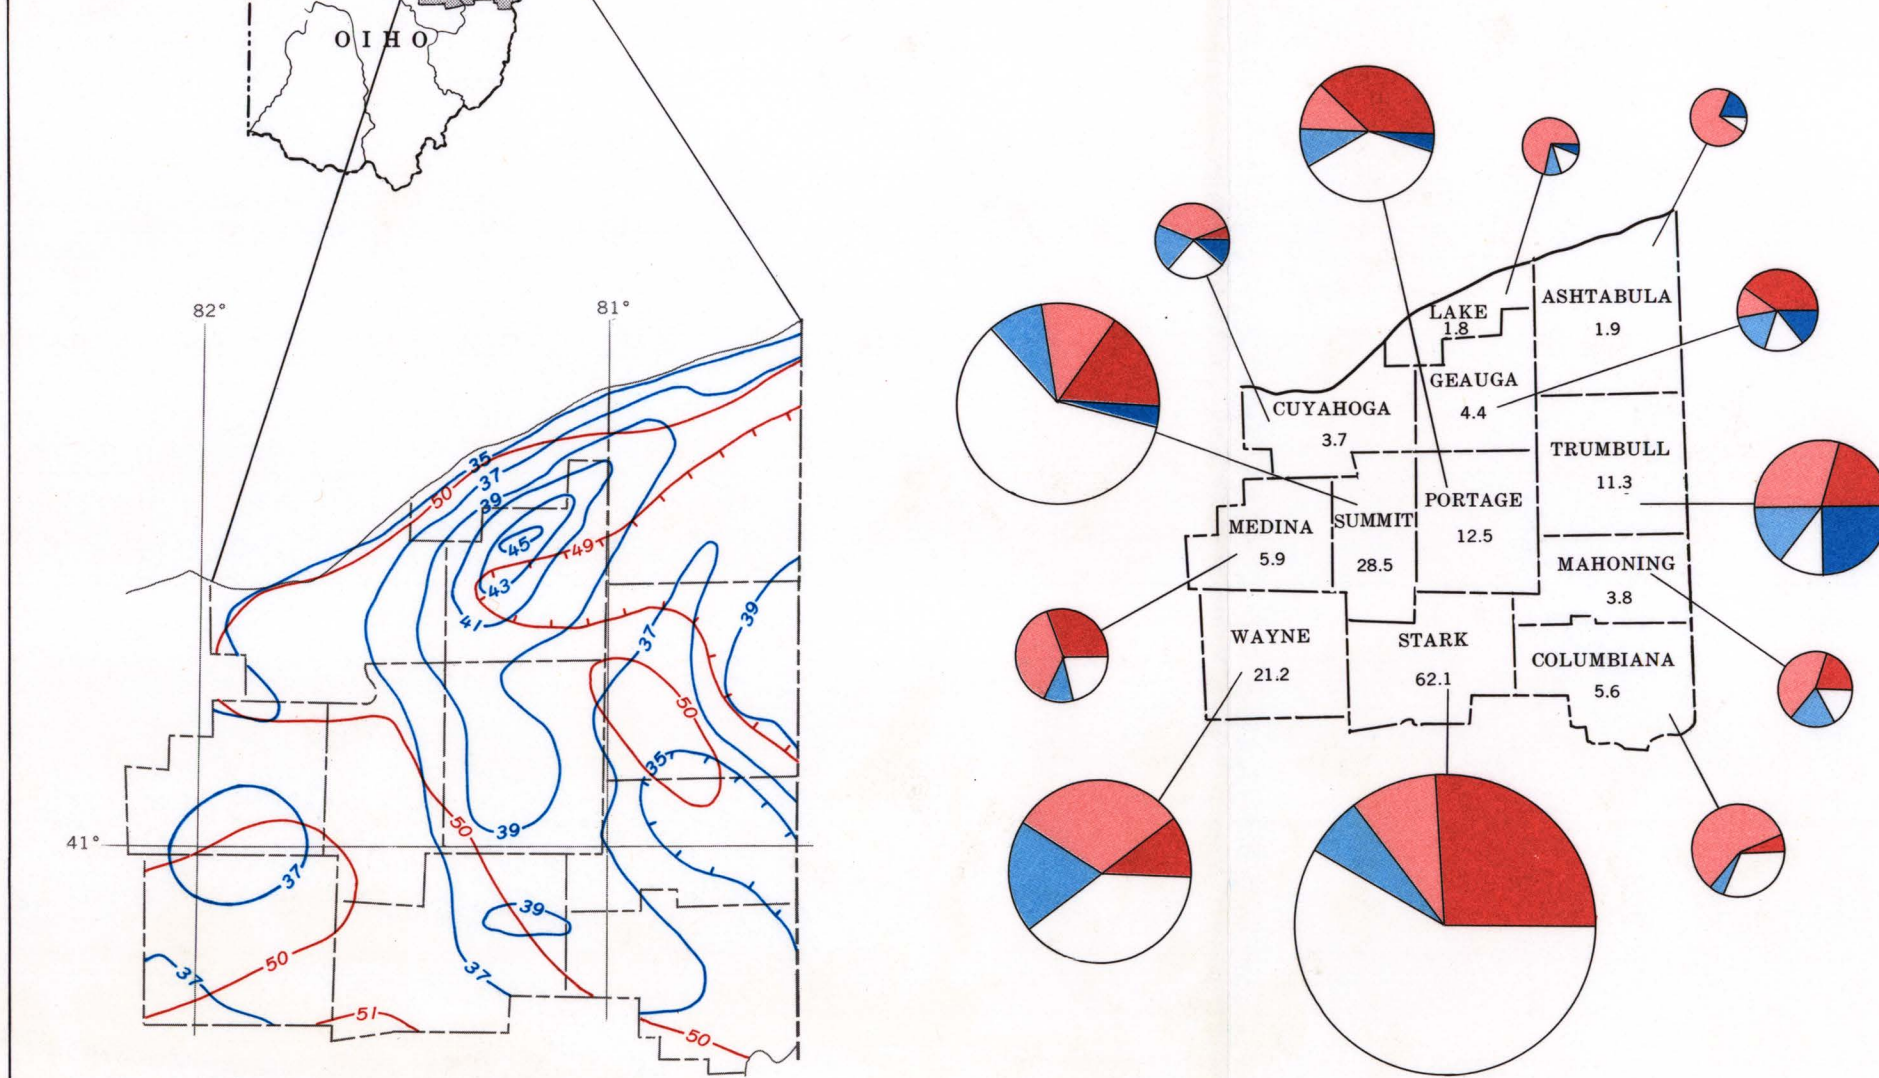 OIHO
82°
81°
41°
35
37
50
39
45
49
43
41
37
39
50
35
50
39
37
39
37
50
37
51
50
LAKE
1.8
ASHTABULA
1.9
GEAUGA
4.4
CUYAHOGA
3.7
TRUMBULL
11.3
PORTAGE
12.5
MEDINA
5.9
SUMMIT
28.5
MAHONING
3.8
WAYNE
21.2
STARK
62.1
COLUMBIANA
5.6